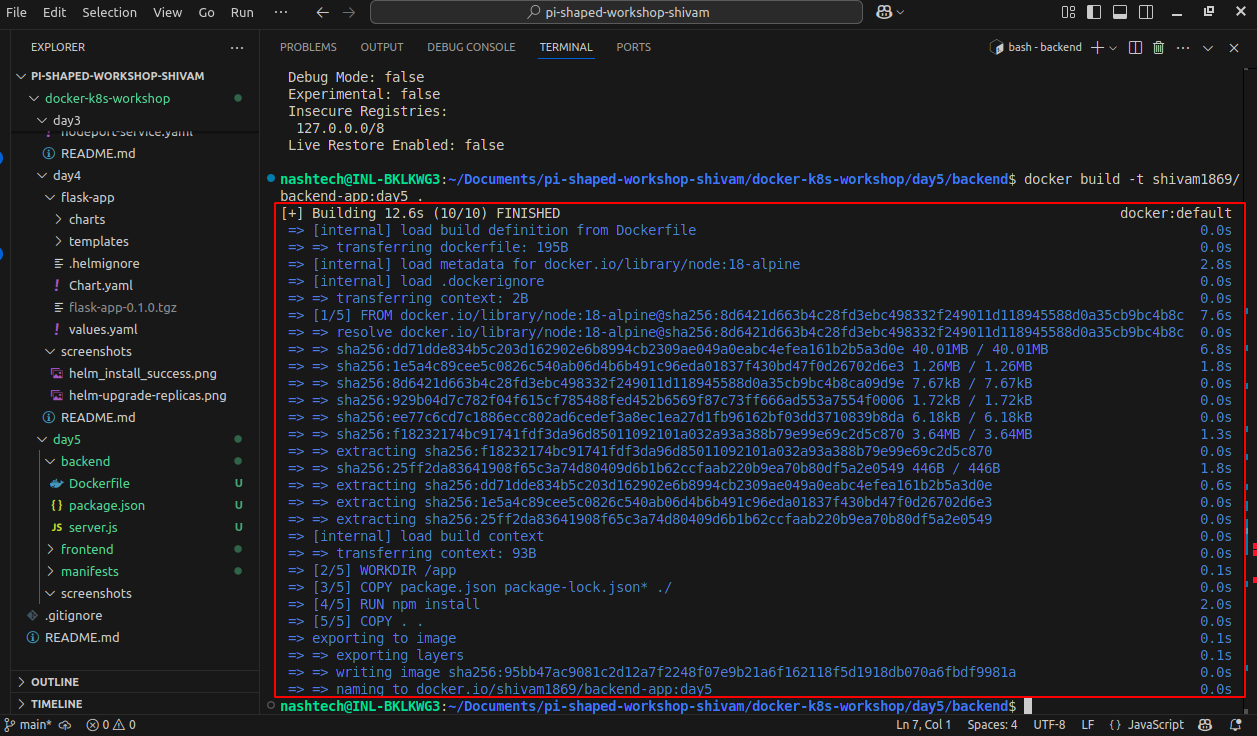 File Edit Selection View Go Run ··· pi-shaped-workshop-shivam
EXPLORER ···
PI-SHAPED-WORKSHOP-SHIVAM
docker-k8s-workshop
day3
nodeport-service.yaml
README.md
day4
flask-app
charts
templates
.helmignore
Chart.yaml
flask-app-0.1.0.tgz
values.yaml
screenshots
helm_install_success.png
helm-upgrade-replicas.png
README.md
day5
backend
Dockerfile U
package.json U
server.js U
frontend
manifests
screenshots
.gitignore
README.md
OUTLINE
TIMELINE
PROBLEMS OUTPUT DEBUG CONSOLE TERMINAL PORTS bash - backend
Debug Mode: false
Experimental: false
Insecure Registries:
127.0.0.0/8
Live Restore Enabled: false
nashtech@INL-BKLKWG3:~/Documents/pi-shaped-workshop-shivam/docker-k8s-workshop/day5/backend$ docker build -t shivam1869/
backend-app:day5 .
[+] Building 12.6s (10/10) FINISHED docker:default
=> [internal] load build definition from Dockerfile 0.0s
=> => transferring dockerfile: 195B 0.0s
=> [internal] load metadata for docker.io/library/node:18-alpine 2.8s
=> [internal] load .dockerignore 0.0s
=> => transferring context: 2B 0.0s
=> [1/5] FROM docker.io/library/node:18-alpine@sha256:8d6421d663b4c28fd3ebc498332f249011d118945588d0a35cb9bc4b8c 7.6s
=> => resolve docker.io/library/node:18-alpine@sha256:8d6421d663b4c28fd3ebc498332f249011d118945588d0a35cb9bc4b8c 0.0s
=> => sha256:dd71dde834b5c203d162902e6b8994cb2309ae049a0eabc4efea161b2b5a3d0e 40.01MB / 40.01MB 6.8s
=> => sha256:1e5a4c89cee5c0826c540ab06d4b6b491c96eda01837f430bd47f0d26702d6e3 1.26MB / 1.26MB 1.8s
=> => sha256:8d6421d663b4c28fd3ebc498332f249011d118945588d0a35cb9bc4b8ca09d9e 7.67kB / 7.67kB 0.0s
=> => sha256:929b04d7c782f04f615cf785488fed452b6569f87c73ff666ad553a7554f0006 1.72kB / 1.72kB 0.0s
=> => sha256:ee77c6cd7c1886ecc802ad6cedef3a8ec1ea27d1fb96162bf03dd3710839b8da 6.18kB / 6.18kB 0.0s
=> => sha256:f18232174bc91741fdf3da96d85011092101a032a93a388b79e99e69c2d5c870 3.64MB / 3.64MB 1.3s
=> => extracting sha256:f18232174bc91741fdf3da96d85011092101a032a93a388b79e99e69c2d5c870 0.0s
=> => sha256:25ff2da83641908f65c3a74d80409d6b1b62ccfaab220b9ea70b80df5a2e0549 446B / 446B 1.8s
=> => extracting sha256:dd71dde834b5c203d162902e6b8994cb2309ae049a0eabc4efea161b2b5a3d0e 0.6s
=> => extracting sha256:1e5a4c89cee5c0826c540ab06d4b6b491c96eda01837f430bd47f0d26702d6e3 0.0s
=> => extracting sha256:25ff2da83641908f65c3a74d80409d6b1b62ccfaab220b9ea70b80df5a2e0549 0.0s
=> [internal] load build context 0.0s
=> => transferring context: 93B 0.0s
=> [2/5] WORKDIR /app 0.1s
=> [3/5] COPY package.json package-lock.json* ./ 0.0s
=> [4/5] RUN npm install 2.0s
=> [5/5] COPY . . 0.0s
=> exporting to image 0.1s
=> => exporting layers 0.1s
=> => writing image sha256:95bb47ac9081c2d12a7f2248f07e9b21a6f162118f5d1918db070a6fbdf9981a 0.0s
=> => naming to docker.io/shivam1869/backend-app:day5 0.0s
nashtech@INL-BKLKWG3:~/Documents/pi-shaped-workshop-shivam/docker-k8s-workshop/day5/backend$
main* 0 0 Ln 7, Col 1 Spaces: 4 UTF-8 LF {} JavaScript